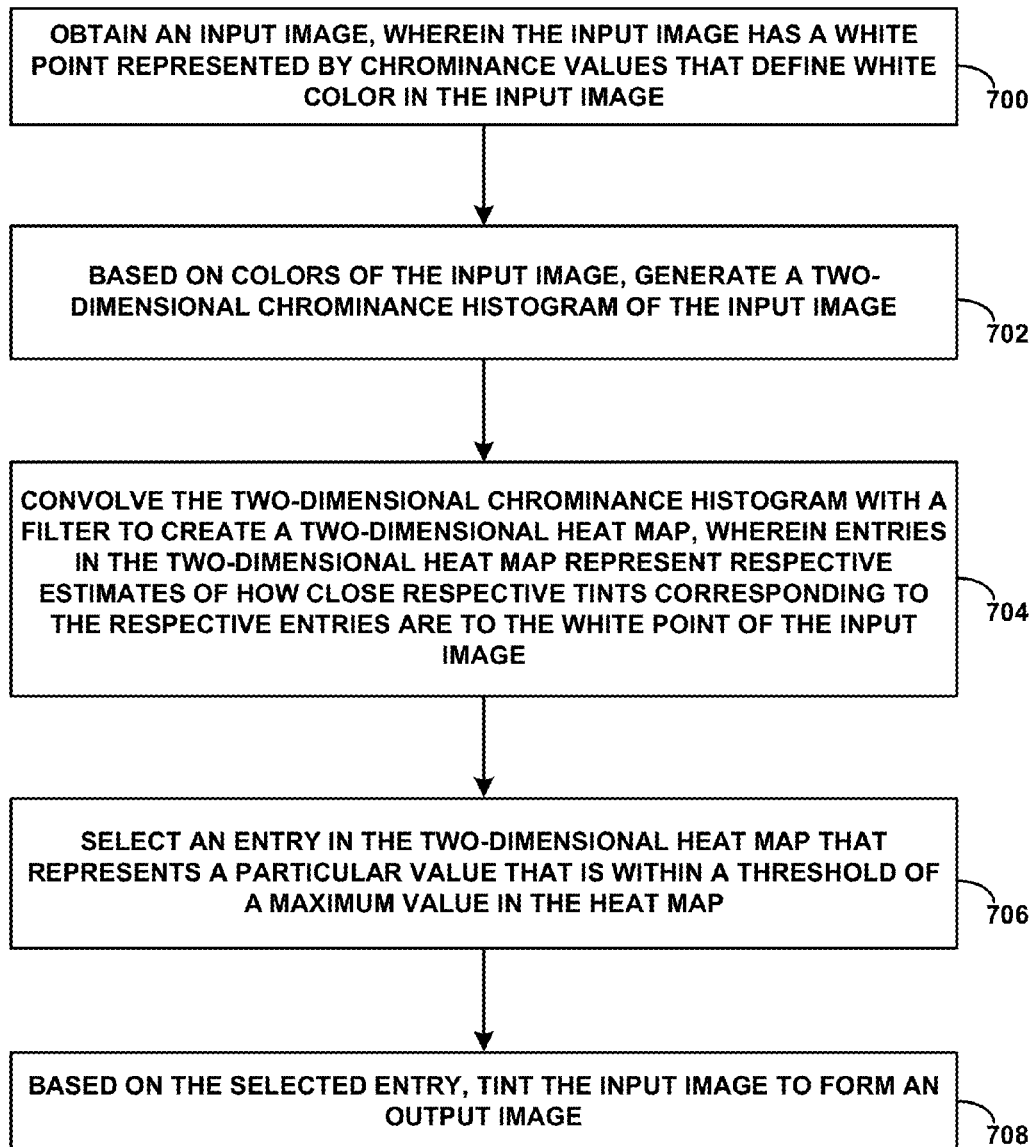 OBTAIN AN INPUT IMAGE, WHEREIN THE INPUT IMAGE HAS A WHITE
POINT REPRESENTED BY CHROMINANCE VALUES THAT DEFINE WHITE
COLOR IN THE INPUT IMAGE
700
BASED ON COLORS OF THE INPUT IMAGE, GENERATE A TWO-
DIMENSIONAL CHROMINANCE HISTOGRAM OF THE INPUT IMAGE
702
CONVOLVE THE TWO-DIMENSIONAL CHROMINANCE HISTOGRAM WITH A
FILTER TO CREATE A TWO-DIMENSIONAL HEAT MAP, WHEREIN ENTRIES
IN THE TWO-DIMENSIONAL HEAT MAP REPRESENT RESPECTIVE
ESTIMATES OF HOW CLOSE RESPECTIVE TINTS CORRESPONDING TO
THE RESPECTIVE ENTRIES ARE TO THE WHITE POINT OF THE INPUT
IMAGE
704
SELECT AN ENTRY IN THE TWO-DIMENSIONAL HEAT MAP THAT
REPRESENTS A PARTICULAR VALUE THAT IS WITHIN A THRESHOLD OF
A MAXIMUM VALUE IN THE HEAT MAP
706
BASED ON THE SELECTED ENTRY, TINT THE INPUT IMAGE TO FORM AN
OUTPUT IMAGE
708